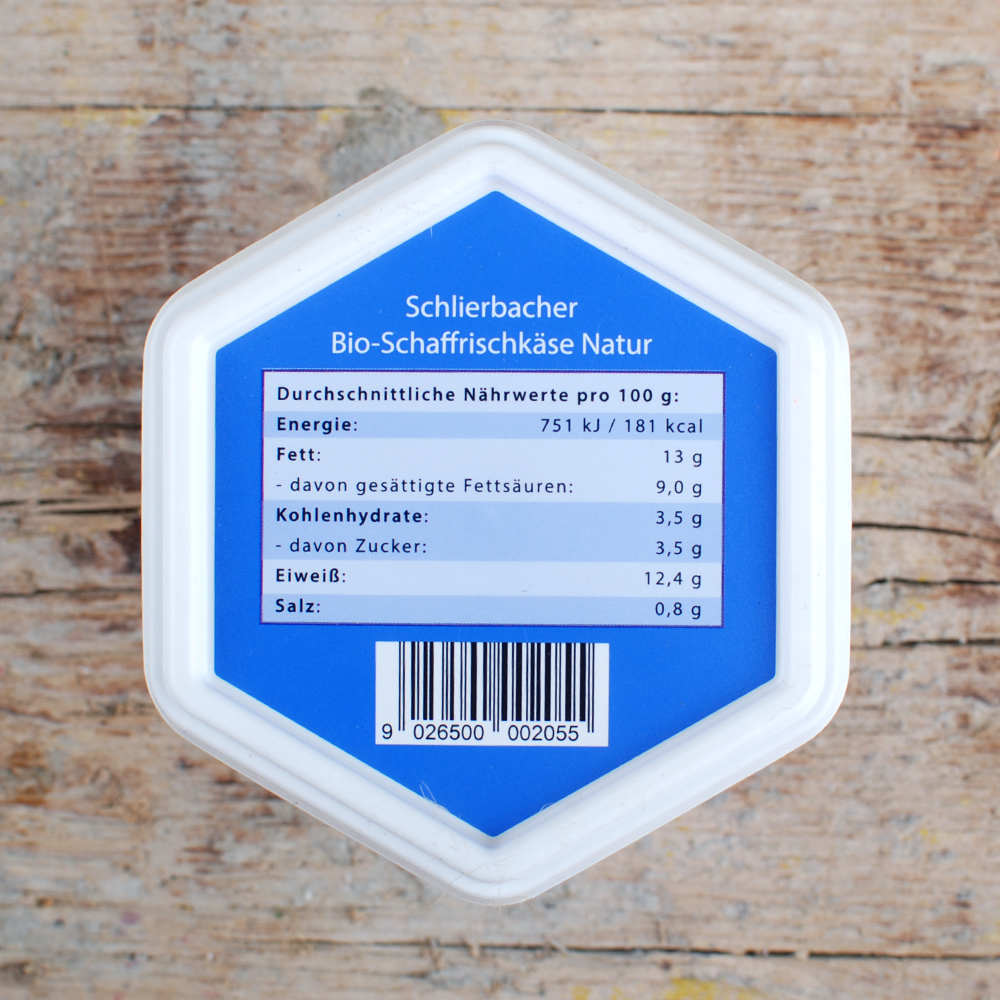 Schlierbacher
Bio-Schaffrischkäse Natur
Durchschnittliche Nährwerte pro 100 g:
Energie: 751 kJ / 181 kcal
Fett: 13 g
- davon gesättigte Fettsäuren: 9,0 g
Kohlenhydrate: 3,5 g
- davon Zucker: 3,5 g
Eiweiß: 12,4 g
Salz: 0,8 g
9 026500 002055